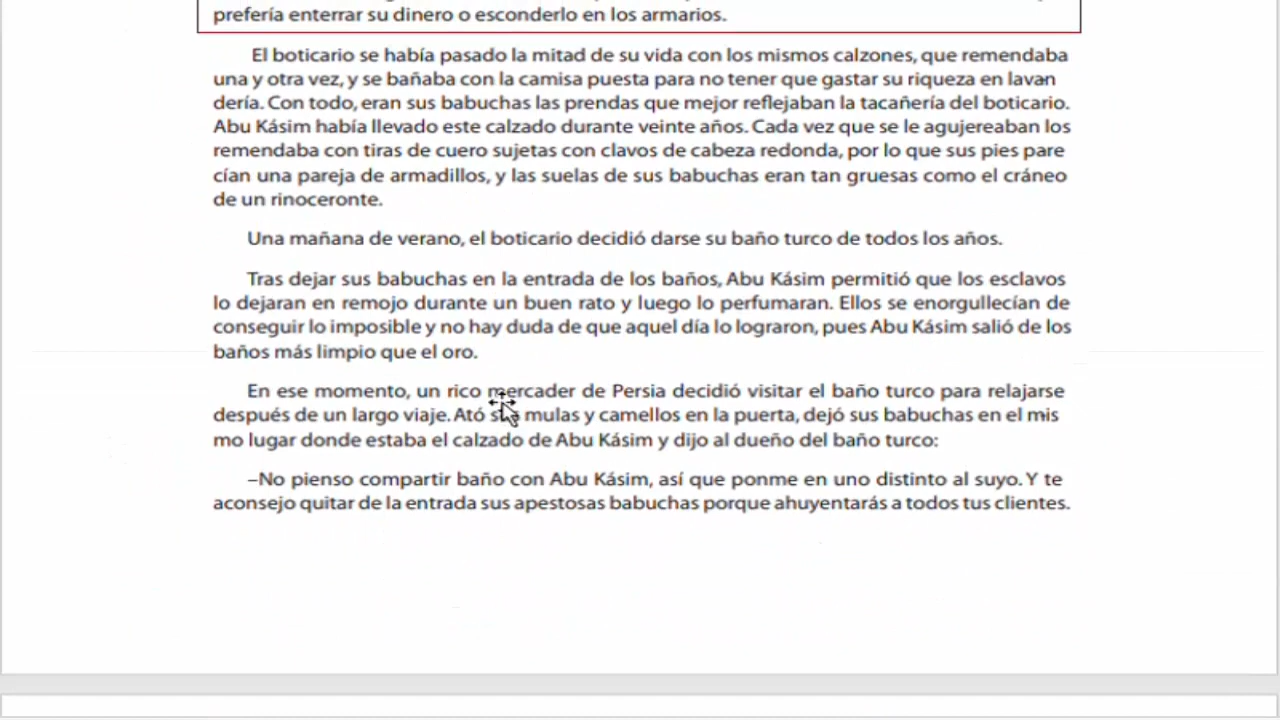 prefería enterrar su dinero o esconderlo en los armarios.
El boticario se había pasado la mitad de su vida con los mismos calzones, que remendaba
una y otra vez, y se bañaba con la camisa puesta para no tener que gastar su riqueza en lavan
dería. Con todo, eran sus babuchas las prendas que mejor reflejaban la tacañería del boticario.
Abu Kásim había llevado este calzado durante veinte años. Cada vez que se le agujereaban los
remendaba con tiras de cuero sujetas con clavos de cabeza redonda, por lo que sus pies pare
cían una pareja de armadillos, y las suelas de sus babuchas eran tan gruesas como el cráneo
de un rinoceronte.
Una mañana de verano, el boticario decidió darse su baño turco de todos los años.
Tras dejar sus babuchas en la entrada de los baños, Abu Kásim permitió que los esclavos
lo dejaran en remojo durante un buen rato y luego lo perfumaran. Ellos se enorgullecían de
conseguir lo imposible y no hay duda de que aquel día lo lograron, pues Abu Kásim salió de los
baños más limpio que el oro.
En ese momento, un rico mercader de Persia decidió visitar el baño turco para relajarse
después de un largo viaje. Ató sus mulas y camellos en la puerta, dejó sus babuchas en el mis
mo lugar donde estaba el calzado de Abu Kásim y dijo al dueño del baño turco:
–No pienso compartir baño con Abu Kásim, así que ponme en uno distinto al suyo. Y te
aconsejo quitar de la entrada sus apestosas babuchas porque ahuyentarás a todos tus clientes.